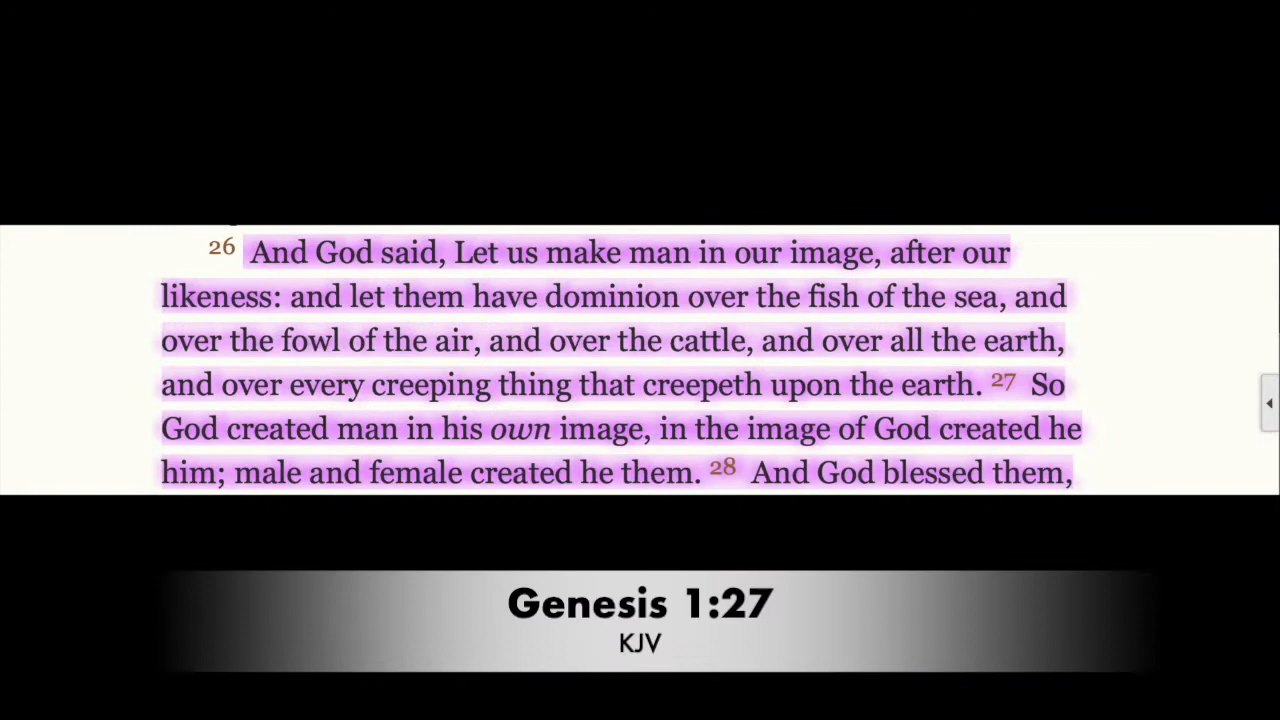 26 And God said, Let us make man in our image, after our
likeness: and let them have dominion over the fish of the sea, and
over the fowl of the air, and over the cattle, and over all the earth,
and over every creeping thing that creepeth upon the earth. 27 So
God created man in his own image, in the image of God created he
him; male and female created he them. 28 And God blessed them,
Genesis 1:27
KJV